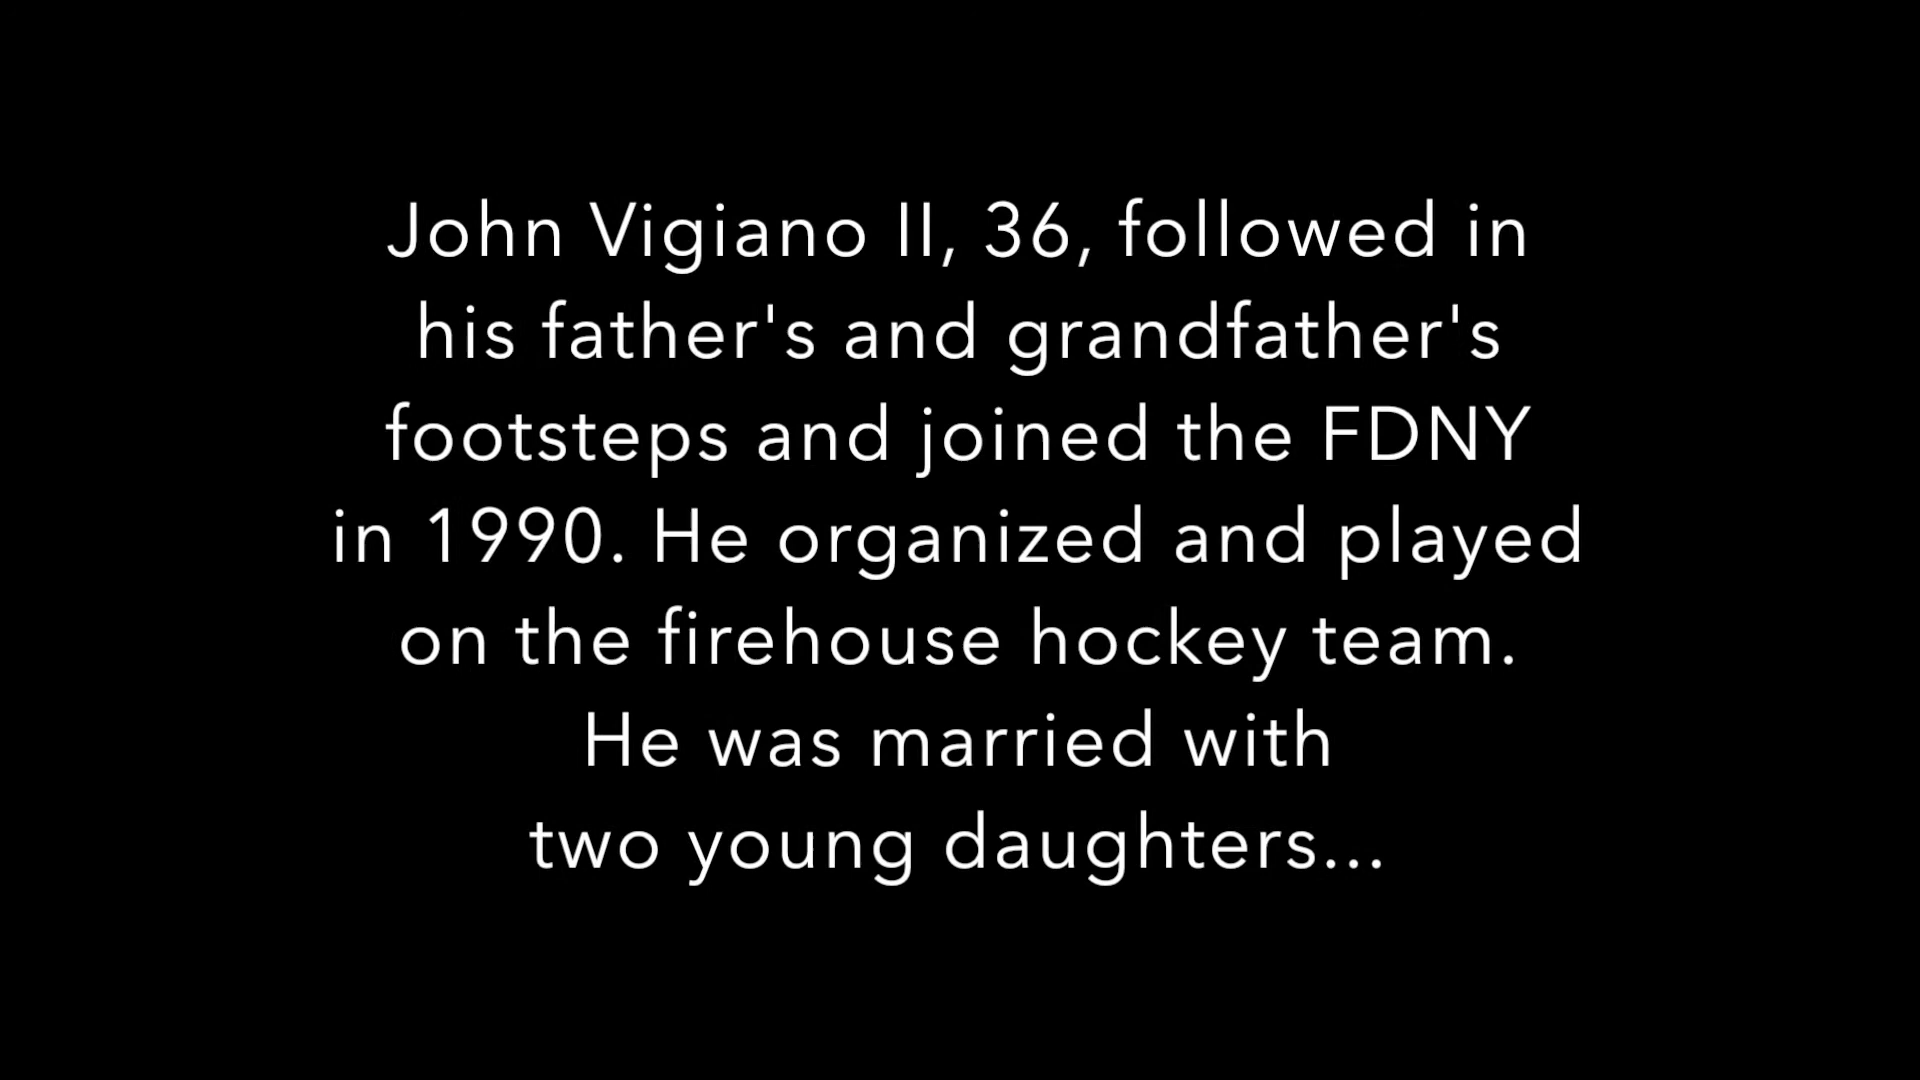 John Vigiano II, 36, followed in
his father's and grandfather's
footsteps and joined the FDNY
in 1990. He organized and played
on the firehouse hockey team.
He was married with
two young daughters...